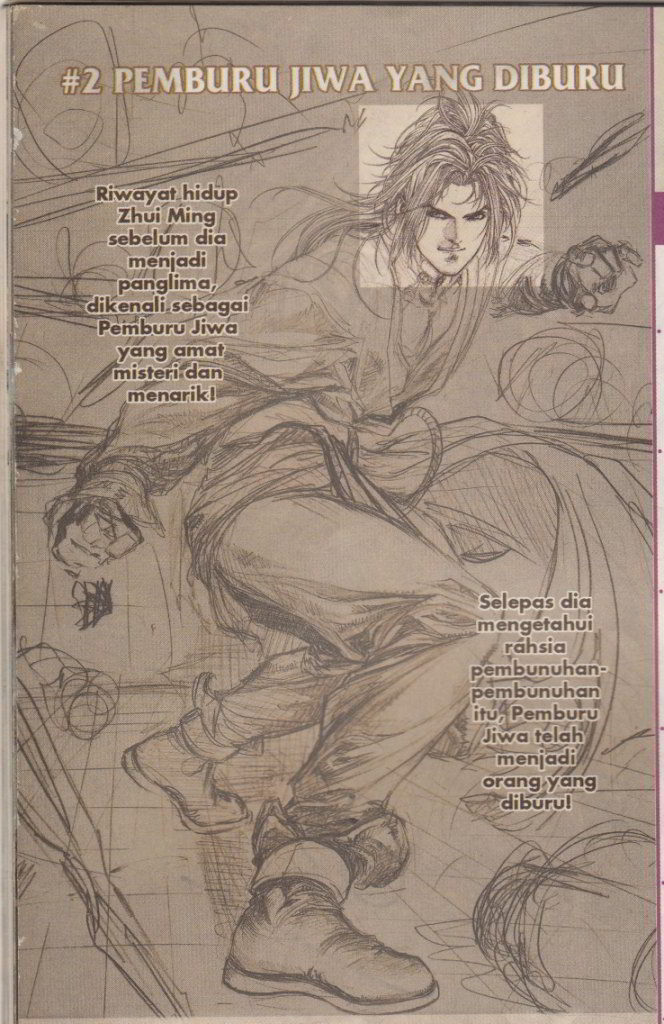 #2 PEMBURU JIWA YANG DIBURU
Riwayat hidup
Zhui Ming
sebelum dia
menjadi
panglima,
dikenali sebagai
Pemburu Jiwa
yang amat
misteri dan
menarik!
Selepas dia
mengetahui
rahsia
pembunuhan-
pembunuhan
itu, Pemburu
Jiwa telah
menjadi
orang yang
diburu!